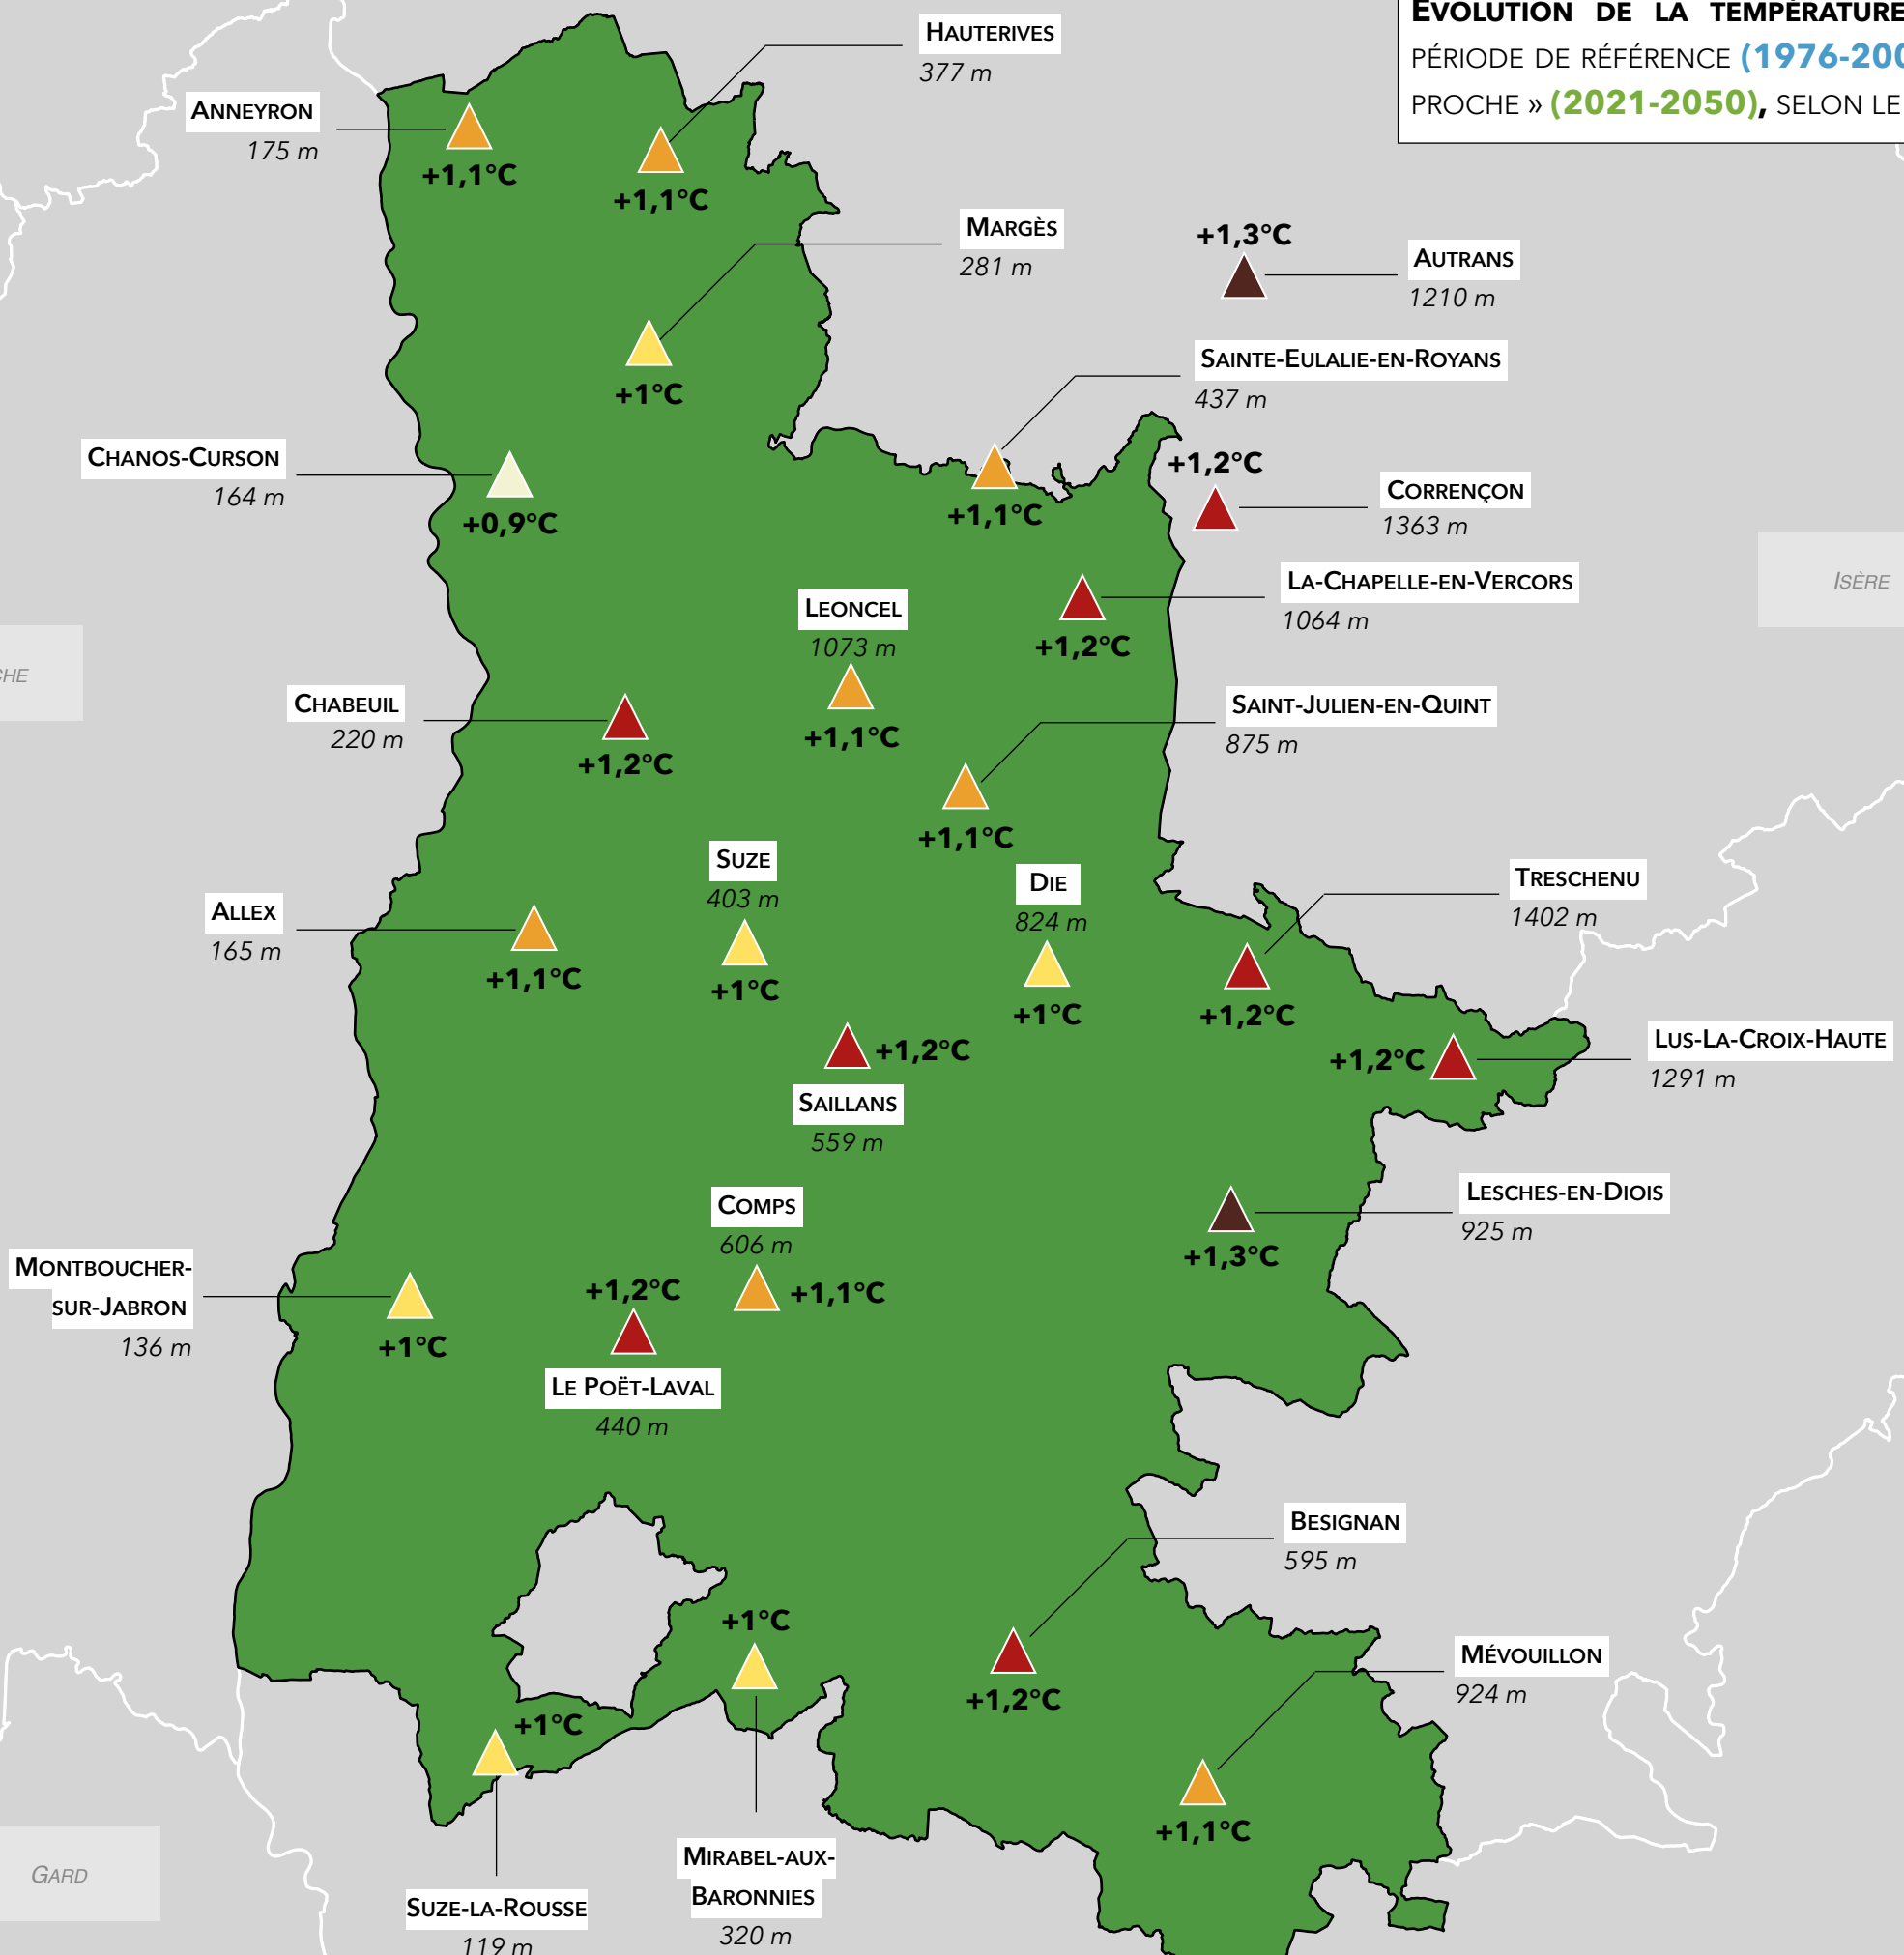 EVOLUTION DE LA TEMPÉRATURE
PÉRIODE DE RÉFÉRENCE (1976-200
PROCHE » (2021-2050), SELON LE
HAUTERIVES
377 m
ANNEYRON
175 m
+1,1°C
+1,1°C
MARGÈS
281 m
+1°C
+1,3°C
AUTRANS
1210 m
SAINTE-EULALIE-EN-ROYANS
437 m
+1,1°C
CHANOS-CURSON
164 m
+0,9°C
+1,2°C
CORRENÇON
1363 m
LA-CHAPELLE-EN-VERCORS
1064 m
+1,2°C
ISÈRE
LEONCEL
1073 m
+1,1°C
CHE
CHABEUIL
220 m
+1,2°C
SAINT-JULIEN-EN-QUINT
875 m
+1,1°C
SUZE
403 m
+1°C
DIE
824 m
+1°C
TRESCHENU
1402 m
+1,2°C
ALLEX
165 m
+1,1°C
+1,2°C
SAILLANS
559 m
+1,2°C
LUS-LA-CROIX-HAUTE
1291 m
LESCHES-EN-DIOIS
925 m
+1,3°C
COMPS
606 m
+1,1°C
MONTBOUCHER-
SUR-JABRON
136 m
+1°C
+1,2°C
LE POËT-LAVAL
440 m
BESIGNAN
595 m
+1,2°C
MÉVOUILLON
924 m
+1,1°C
+1°C
MIRABEL-AUX-
BARONNIES
320 m
+1°C
SUZE-LA-ROUSSE
119 m
GARD